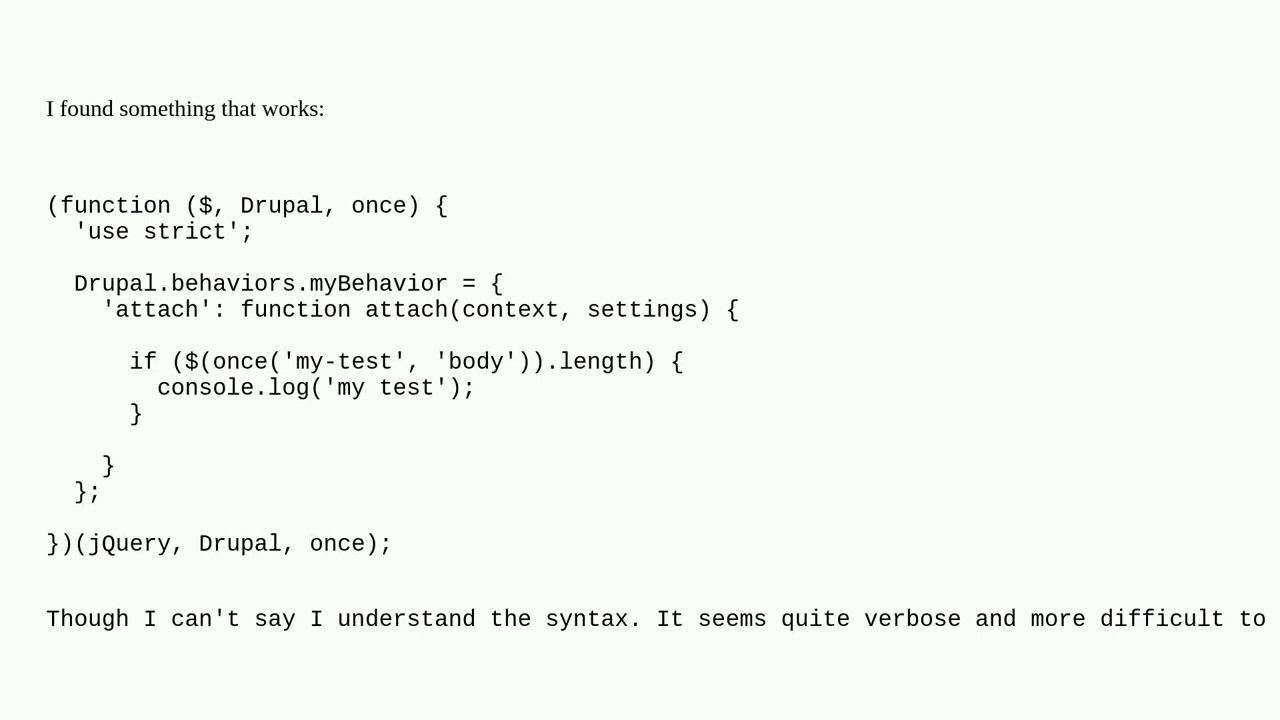 I found something that works:
(function ($, Drupal, once) {
  'use strict';
  Drupal.behaviors.myBehavior = {
    'attach': function attach(context, settings) {
      if ($(once('my-test', 'body')).length) {
        console.log('my test');
      }
    }
  };
})(jQuery, Drupal, once);
Though I can't say I understand the syntax. It seems quite verbose and more difficult to